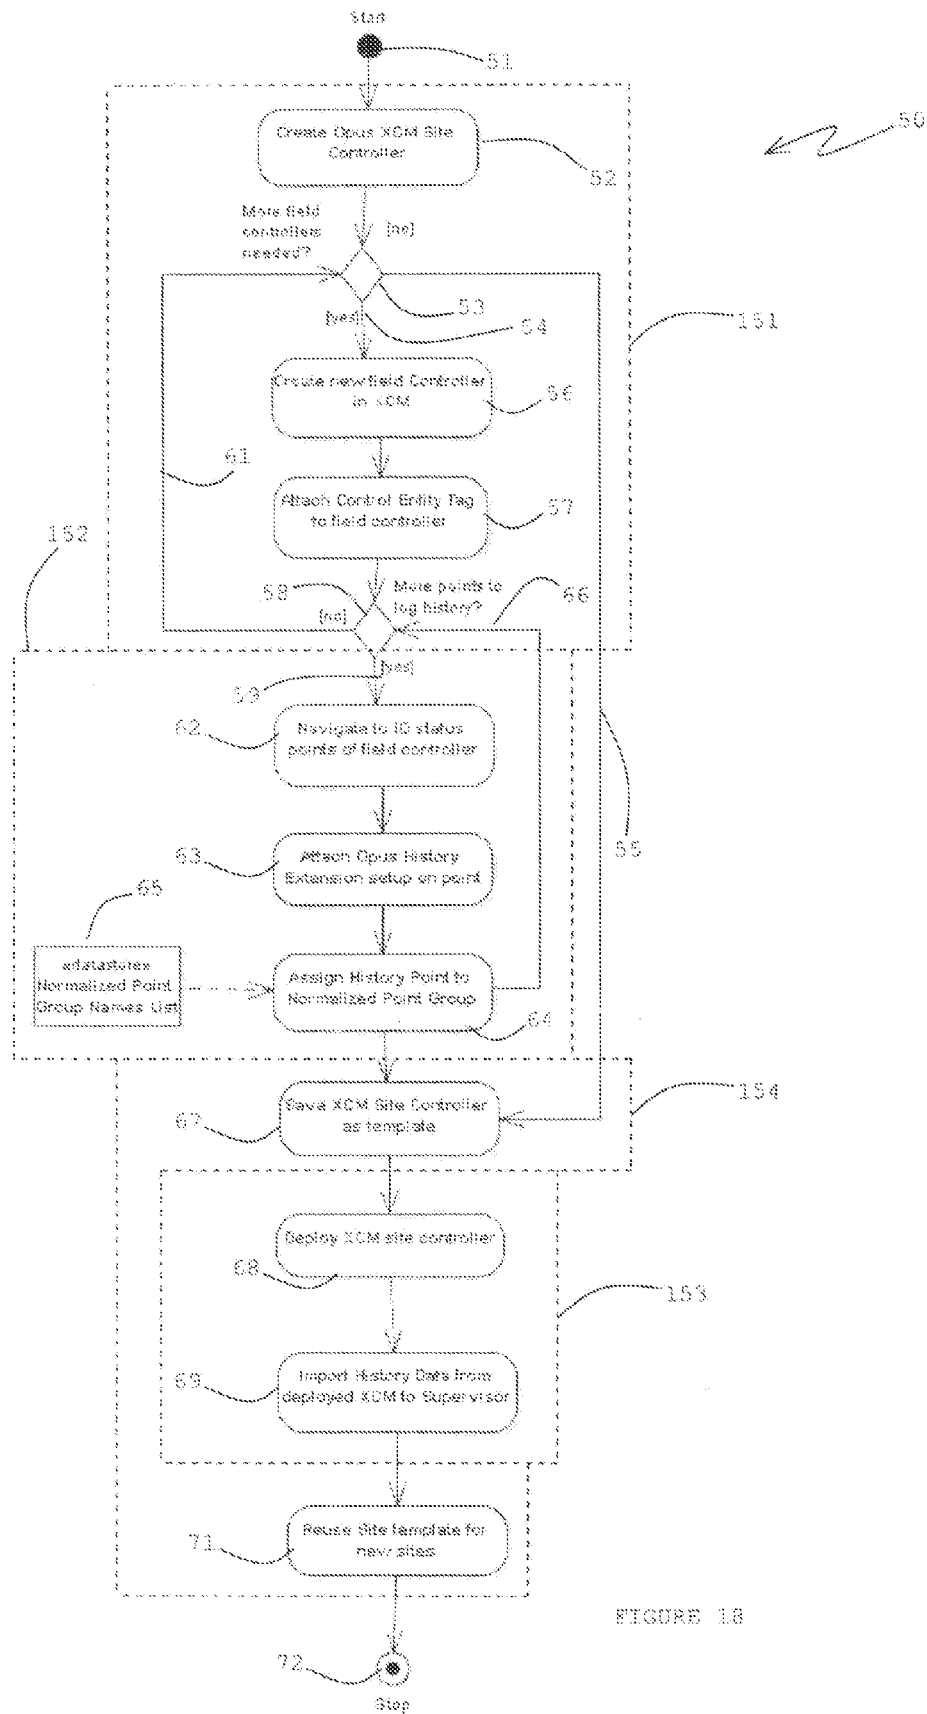 Start
51
50
Create Opus XCM Site
Controller
52
More field
controllers
needed?
[no]
53
[yes]
54
151
Create new field Controller
in XCM
56
61
Attach Control Entity Tag
to field controller
57
152
58
More points to
log history?
66
[no]
[yes]
59
62
Navigate to IO status
points of field controller
55
63
Attach Opus History
Extension setup on point
65
«datastore»
Normalized Point
Group Names List
Assign History Point to
Normalized Point Group
64
154
67
Save XCM Site Controller
as template
Deploy XCM site controller
68
153
69
Import History Data from
deployed XCM to Supervisor
71
Reuse Site template for
new sites
FIGURE 18
72
Stop